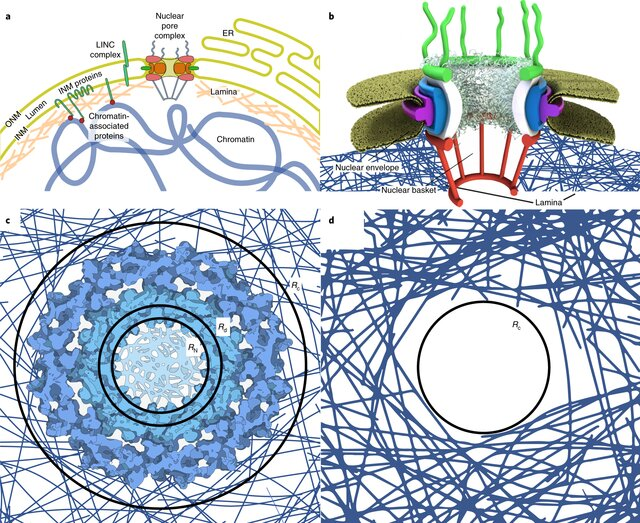 a
Nuclear
pore
complex
ER
LINC
complex
INM proteins
ONM
Lumen
INM
Lamina
Chromatin-
associated
proteins
Chromatin
b
Nuclear envelope
Nuclear basket
Lamina
c
Rc
Rd
RN
d
Rc